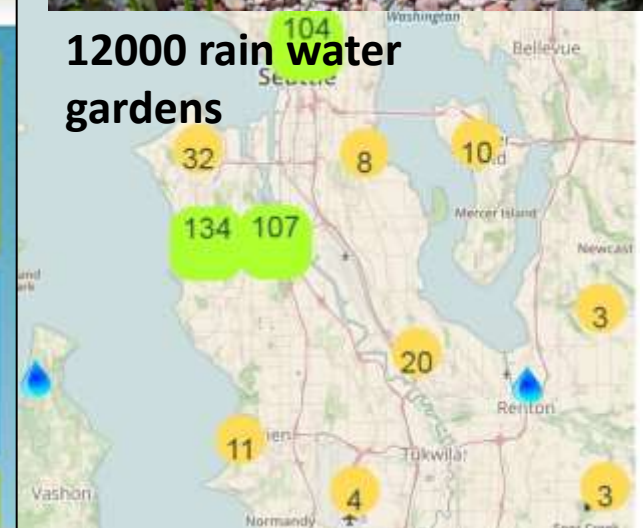 Washington
104
12000 rain water
Bellevue
Seattle
gardens
32
8
10
134 107
Mercer Island
Newcast
3
20
Renton
11
Tukwila
Vashon
4
3
Normandy